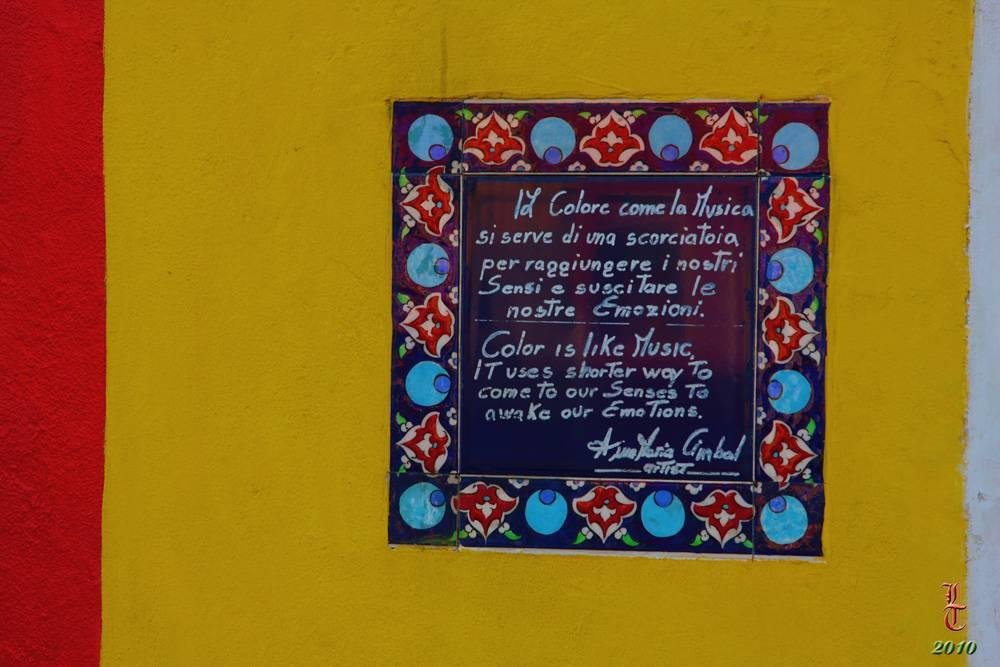 Il Colore come la Musica
si serve di una scorciatoia
per raggiungere i nostri
Sensi e suscitare le
nostre Emozioni.
Color is like Music,
IT uses shorTer way To
come To our Senses To
awake our EmoTions.
arTisT
LT
2010